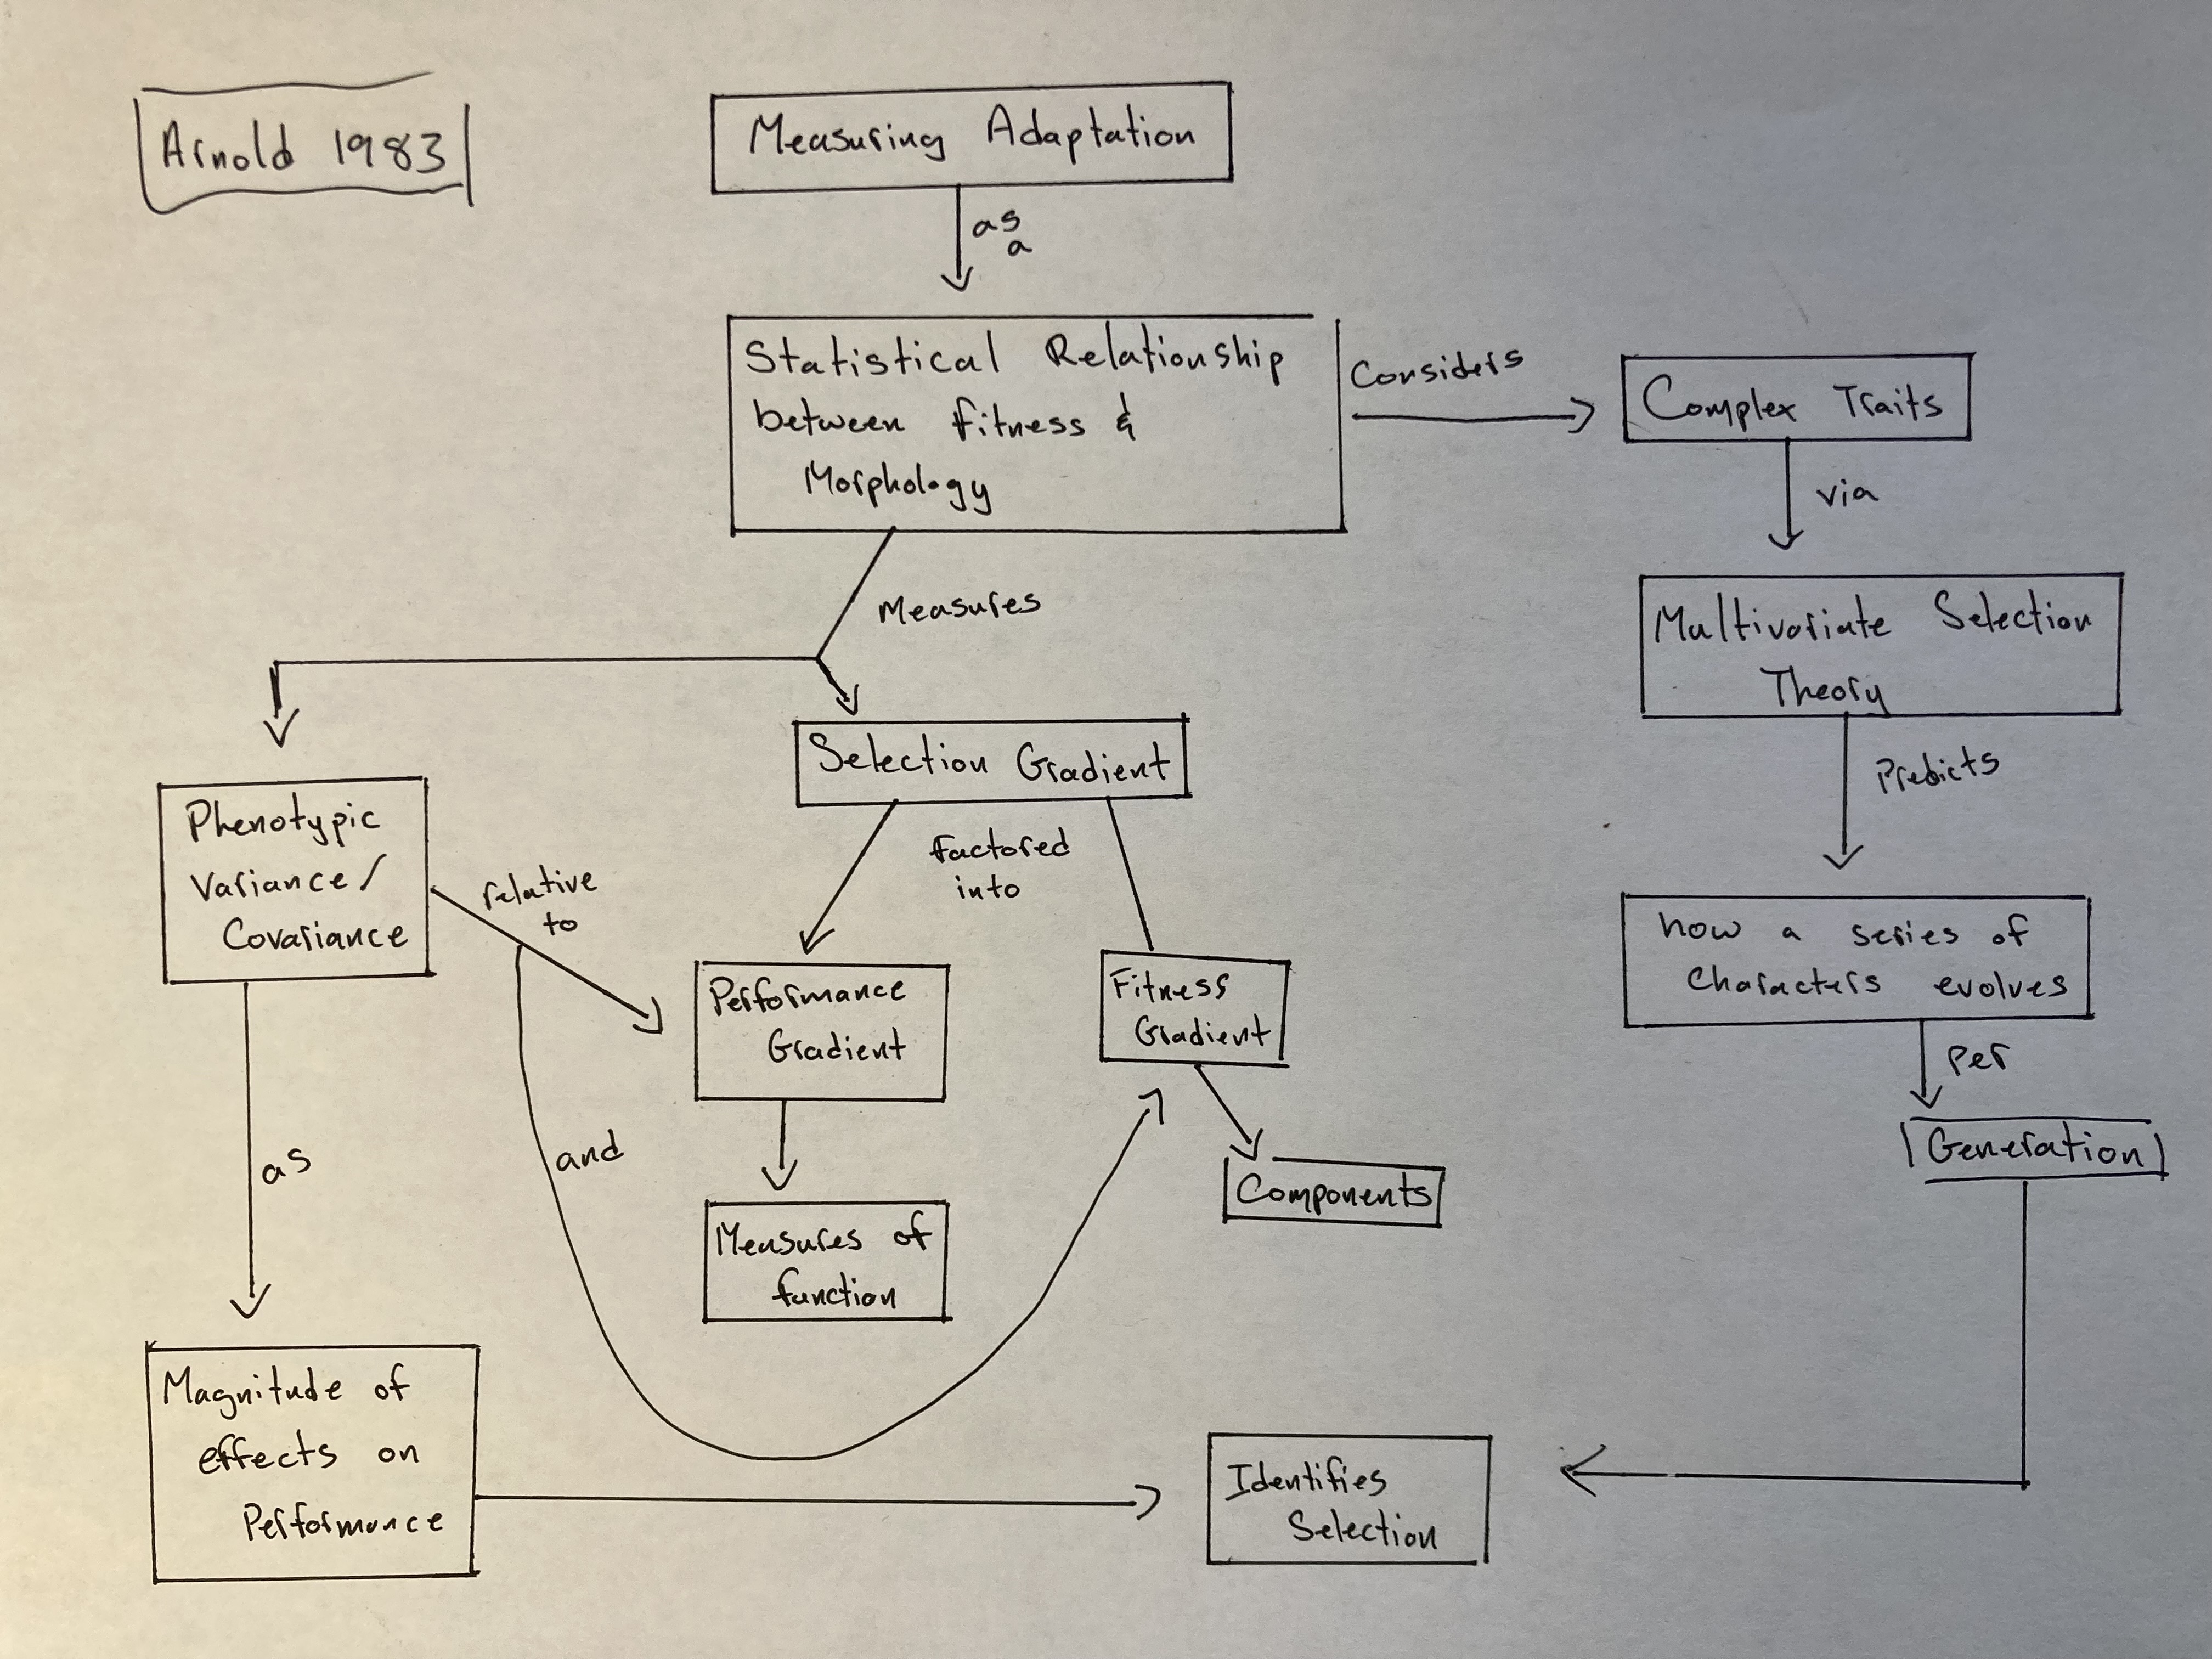 Arnold 1983
Measuring Adaptation
as
a
Statistical Relationship
between fitness &
Morphology
Considers
Complex Traits
via
Measures
Multivariate Selection
Theory
Selection Gradient
Predicts
Phenotypic
Variance/
Covariance
relative
to
factored
into
how a series of
Characters evolves
Performance
Gradient
Fitness
Gradient
per
and
as
Generation
Components
Measures of
function
Magnitude of
effects on
Performance
Identifies
Selection